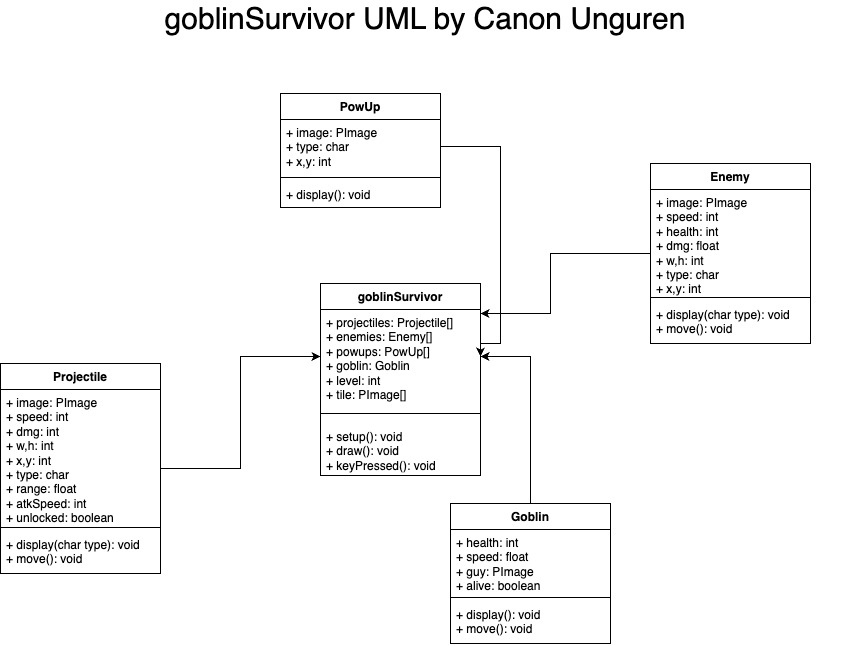 goblinSurvivor UML by Canon Unguren
PowUp
+ image: PImage
+ type: char
+ x,y: int
+ display(): void
Enemy
+ image: PImage
+ speed: int
+ health: int
+ dmg: float
+ w,h: int
+ type: char
+ x,y: int
+ display(char type): void
+ move(): void
goblinSurvivor
+ projectiles: Projectile[]
+ enemies: Enemy[]
+ powups: PowUp[]
+ goblin: Goblin
+ level: int
+ tile: PImage[]
+ setup(): void
+ draw(): void
+ keyPressed(): void
Projectile
+ image: PImage
+ speed: int
+ dmg: int
+ w,h: int
+ x,y: int
+ type: char
+ range: float
+ atkSpeed: int
+ unlocked: boolean
+ display(char type): void
+ move(): void
Goblin
+ health: int
+ speed: float
+ guy: PImage
+ alive: boolean
+ display(): void
+ move(): void